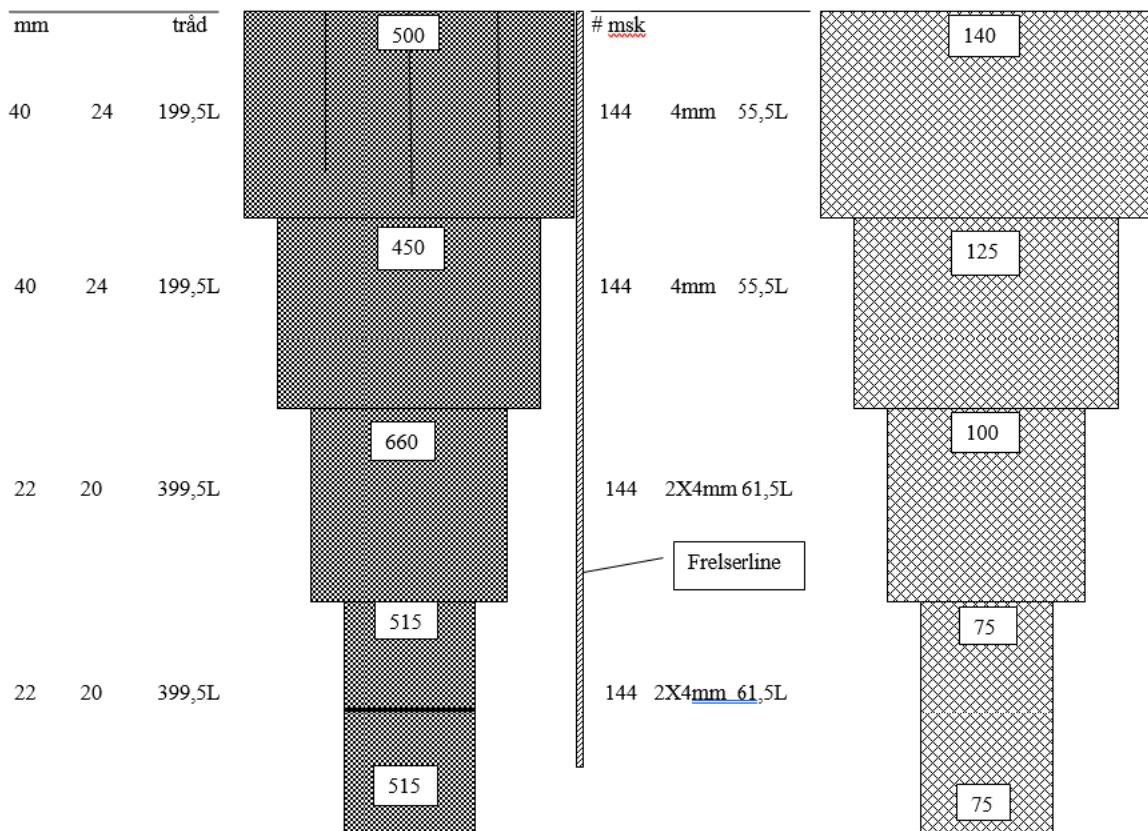 mm tråd
500
# msk
140
40 24 199,5L
144 4mm 55,5L
450
125
40 24 199,5L
144 4mm 55,5L
660
100
22 20 399,5L
144 2X4mm 61,5L
Frelserline
515
75
22 20 399,5L
144 2X4mm 61,5L
515
75